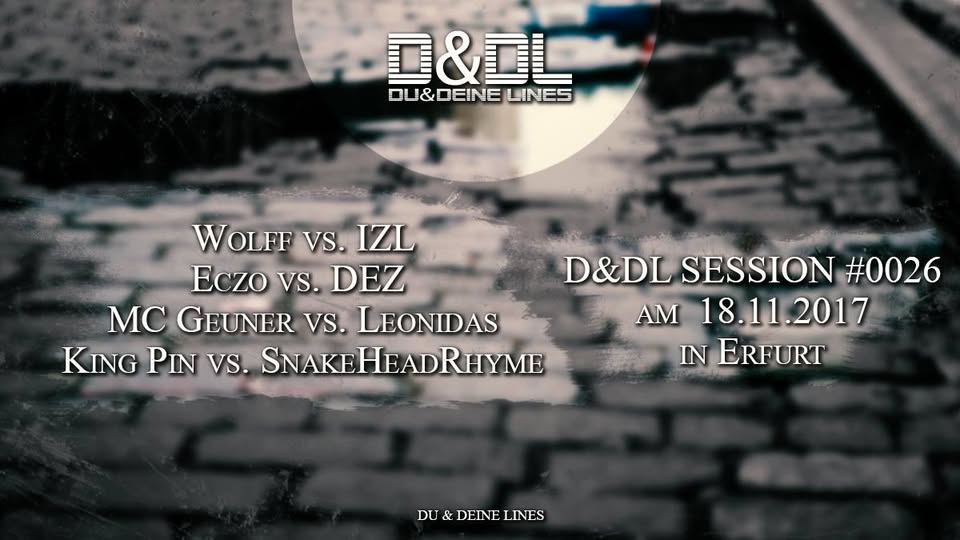 D&DL
DU&DEINE LINES
Wolff vs. IZL
Eczo vs. DEZ
MC Geuner vs. Leonidas
King Pin vs. SnakeHeadRhyme
D&DL SESSION #0026
am 18.11.2017
in Erfurt
DU & DEINE LINES